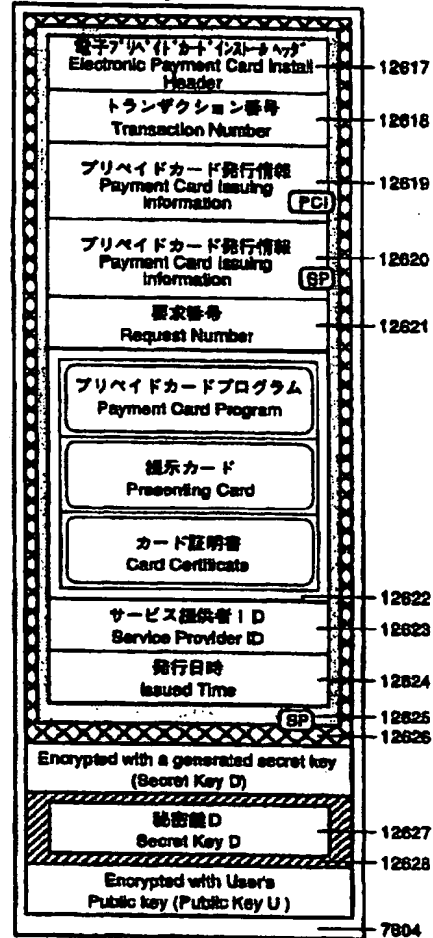 電子プリペイドカードインストールヘッダ
Electronic Payment Card Install
Header
12617
トランザクション番号
Transaction Number
12618
プリペイドカード発行情報
Payment Card Issuing
Information
PCI
12619
プリペイドカード発行情報
Payment Card Issuing
Information
SP
12620
要求番号
Request Number
12621
プリペイドカードプログラム
Payment Card Program
提示カード
Presenting Card
カード証明書
Card Certificate
12622
サービス提供者ID
Service Provider ID
12623
発行日時
Issued Time
12624
SP
12625
12626
Encrypted with a generated secret key
(Secret Key D)
秘密鍵D
Secret Key D
12627
12628
Encrypted with User's
Public key (Public Key U )
7804